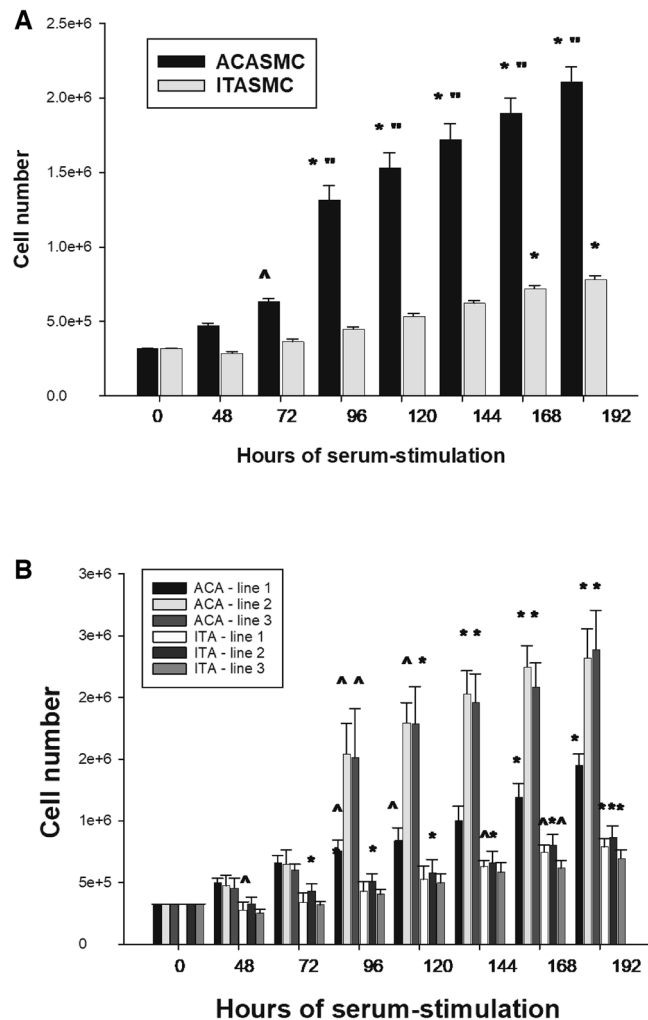 A
2.5e+6
ACASMC
ITASMC
2.0e+6
1.5e+6
1.0e+6
5.0e+5
0.0
Cell number
* "' * "' * "' * "' * "'
^ * *
0 48 72 96 120 144 168 192
Hours of serum-stimulation
B
3e+6
ACA - line 1
ACA - line 2
ACA - line 3
ITA - line 1
ITA - line 2
ITA - line 3
3e+6
2e+6
2e+6
1e+6
5e+5
0
Cell number
0 48 72 96 120 144 168 192
Hours of serum-stimulation